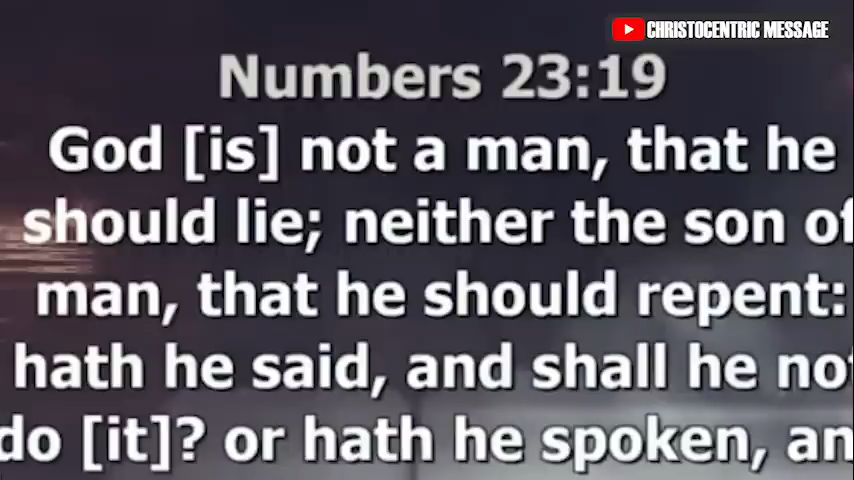 CHRISTOCENTRIC MESSAGE
Numbers 23:19
God [is] not a man, that he
should lie; neither the son of
man, that he should repent:
hath he said, and shall he not
do [it]? or hath he spoken, an